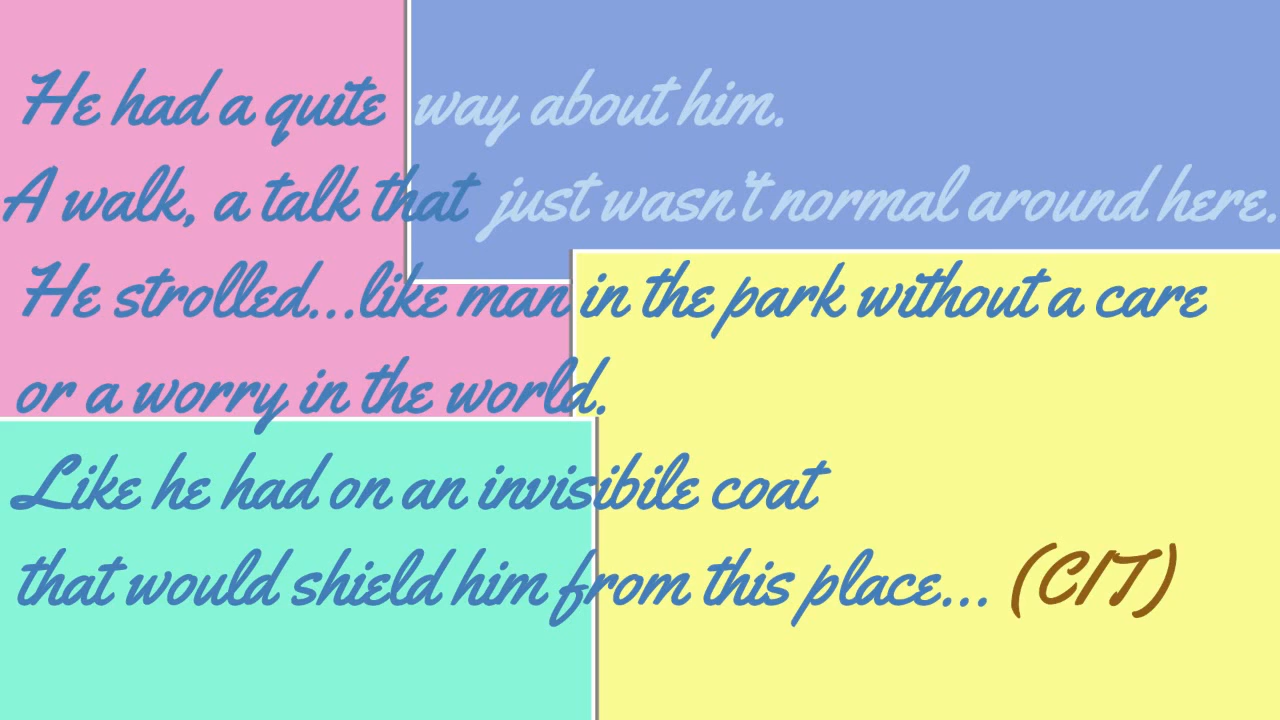 He had a quite way about him.
A walk, a talk that just wasn't normal around here.
He strolled...like man in the park without a care
or a worry in the world.
Like he had on an invisibile coat
that would shield him from this place... (CIT)